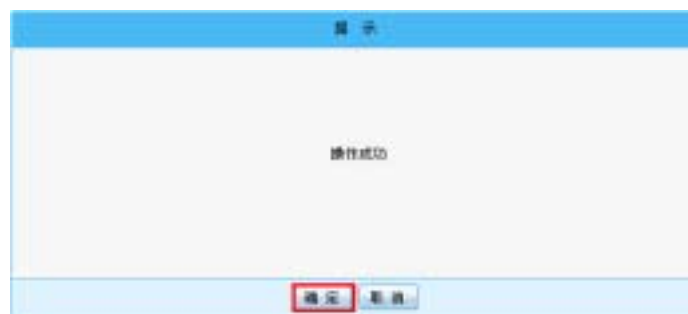 提 示
操作成功
确 定 取 消